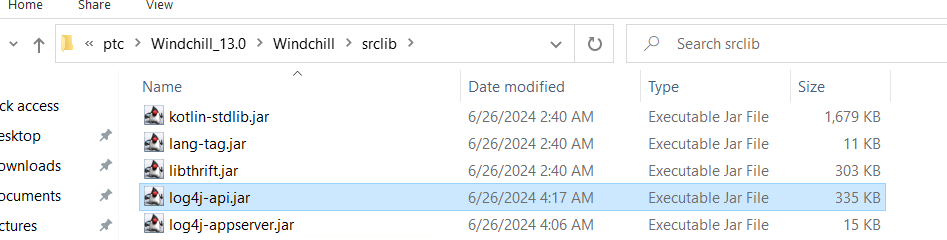 Home Share View
« ptc > Windchill_13.0 > Windchill > srclib > Search srclib
Name Date modified Type Size
ck access
kotlin-stdlib.jar 6/26/2024 2:40 AM Executable Jar File 1,679 KB
esktop
lang-tag.jar 6/26/2024 2:40 AM Executable Jar File 11 KB
ownloads
libthrift.jar 6/26/2024 2:40 AM Executable Jar File 303 KB
ocuments
log4j-api.jar 6/26/2024 4:17 AM Executable Jar File 335 KB
ctures
log4j-appserver.jar 6/26/2024 4:06 AM Executable Jar File 15 KB